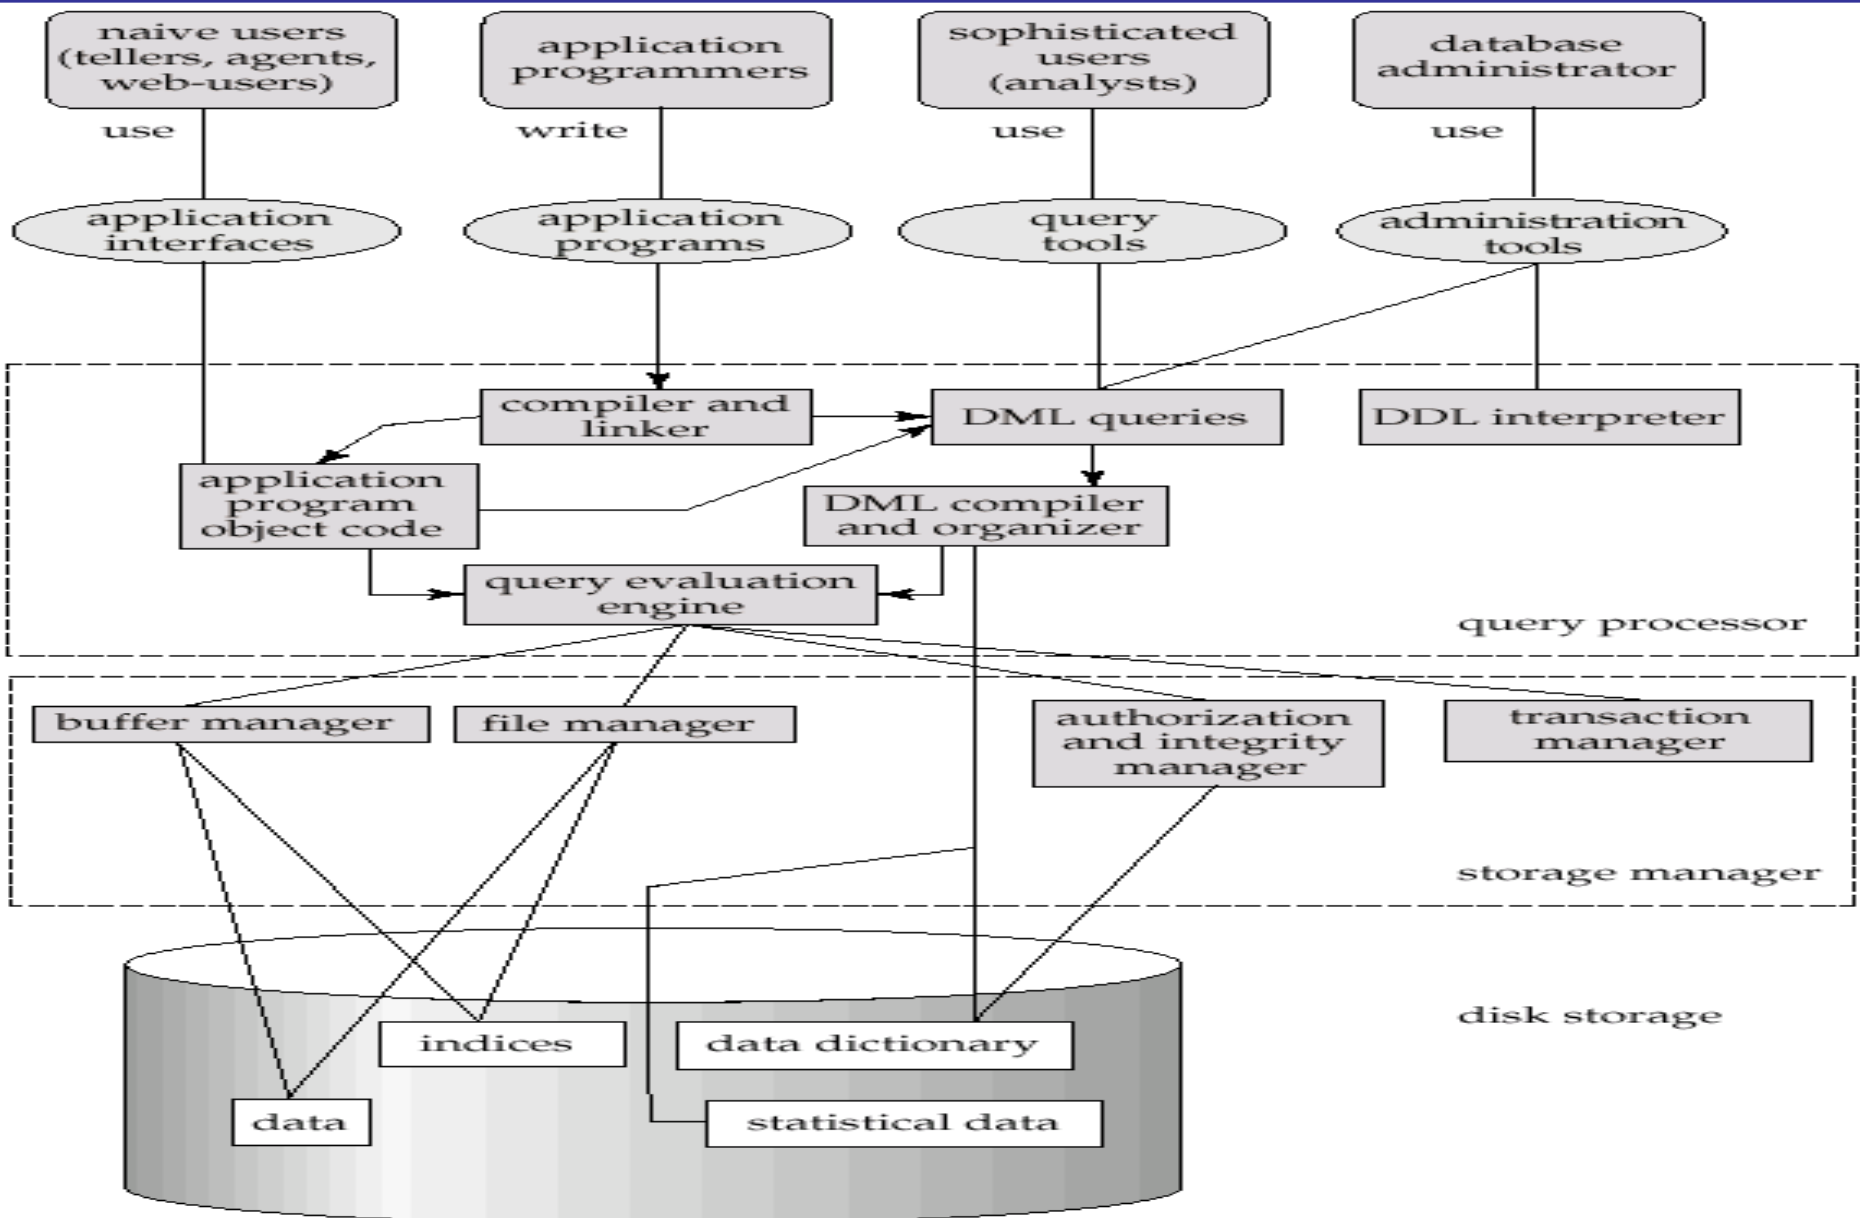 naive users
(tellers, agents,
web-users)
application
programmers
sophisticated
users
(analysts)
database
administrator
use
write
use
use
application
interfaces
application
programs
query
tools
administration
tools
compiler and
linker
DML queries
DDL interpreter
application
program
object code
DML compiler
and organizer
query evaluation
engine
query processor
buffer manager
file manager
authorization
and integrity
manager
transaction
manager
storage manager
disk storage
indices
data dictionary
data
statistical data